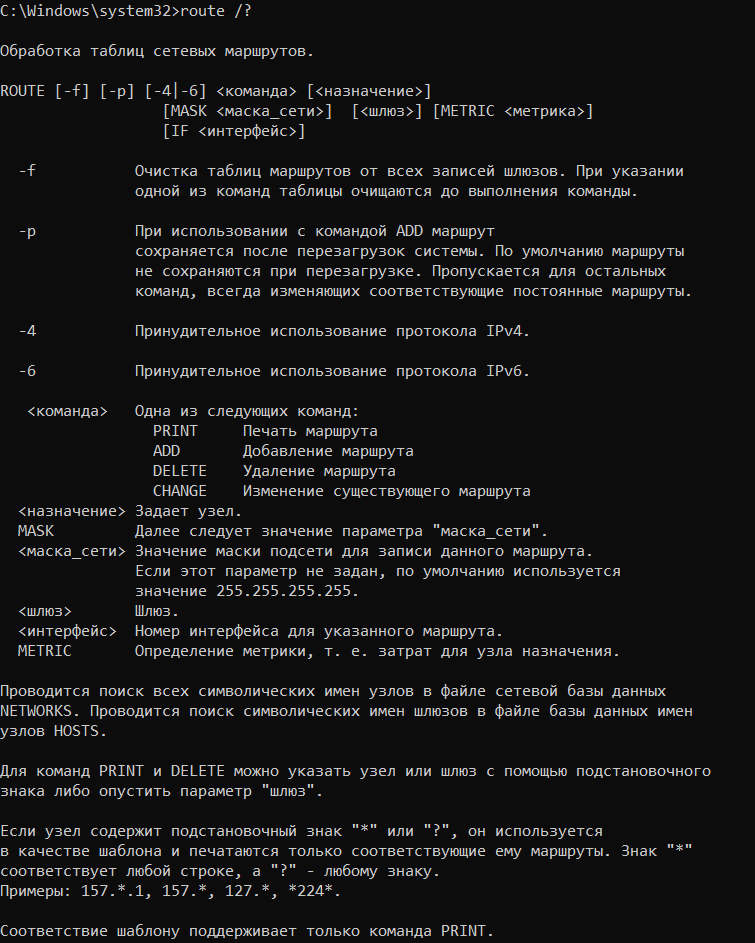 C:\Windows\system32>route /?
Обработка таблиц сетевых маршрутов.
ROUTE [-f] [-p] [-4|-6] <команда> [<назначение>]
[MASK <маска_сети>]  [<шлюз>] [METRIC <метрика>]
[IF <интерфейс>]
-f           Очистка таблиц маршрутов от всех записей шлюзов. При указании
одной из команд таблицы очищаются до выполнения команды.
-p           При использовании с командой ADD маршрут
сохраняется после перезагрузок системы. По умолчанию маршруты
не сохраняются при перезагрузке. Пропускается для остальных
команд, всегда изменяющих соответствующие постоянные маршруты.
-4           Принудительное использование протокола IPv4.
-6           Принудительное использование протокола IPv6.
<команда>   Одна из следующих команд:
PRINT     Печать маршрута
ADD       Добавление маршрута
DELETE    Удаление маршрута
CHANGE    Изменение существующего маршрута
<назначение> Задает узел.
MASK         Далее следует значение параметра "маска_сети".
<маска_сети> Значение маски подсети для записи данного маршрута.
Если этот параметр не задан, по умолчанию используется
значение 255.255.255.255.
<шлюз>       Шлюз.
<интерфейс>  Номер интерфейса для указанного маршрута.
METRIC       Определение метрики, т. е. затрат для узла назначения.
Проводится поиск всех символических имен узлов в файле сетевой базы данных
NETWORKS. Проводится поиск символических имен шлюзов в файле базы данных имен
узлов HOSTS.
Для команд PRINT и DELETE можно указать узел или шлюз с помощью подстановочного
знака либо опустить параметр "шлюз".
Если узел содержит подстановочный знак "*" или "?", он используется
в качестве шаблона и печатаются только соответствующие ему маршруты. Знак "*"
соответствует любой строке, а "?" - любому знаку.
Примеры: 157.*.1, 157.*, 127.*, *224*.
Соответствие шаблону поддерживает только команда PRINT.